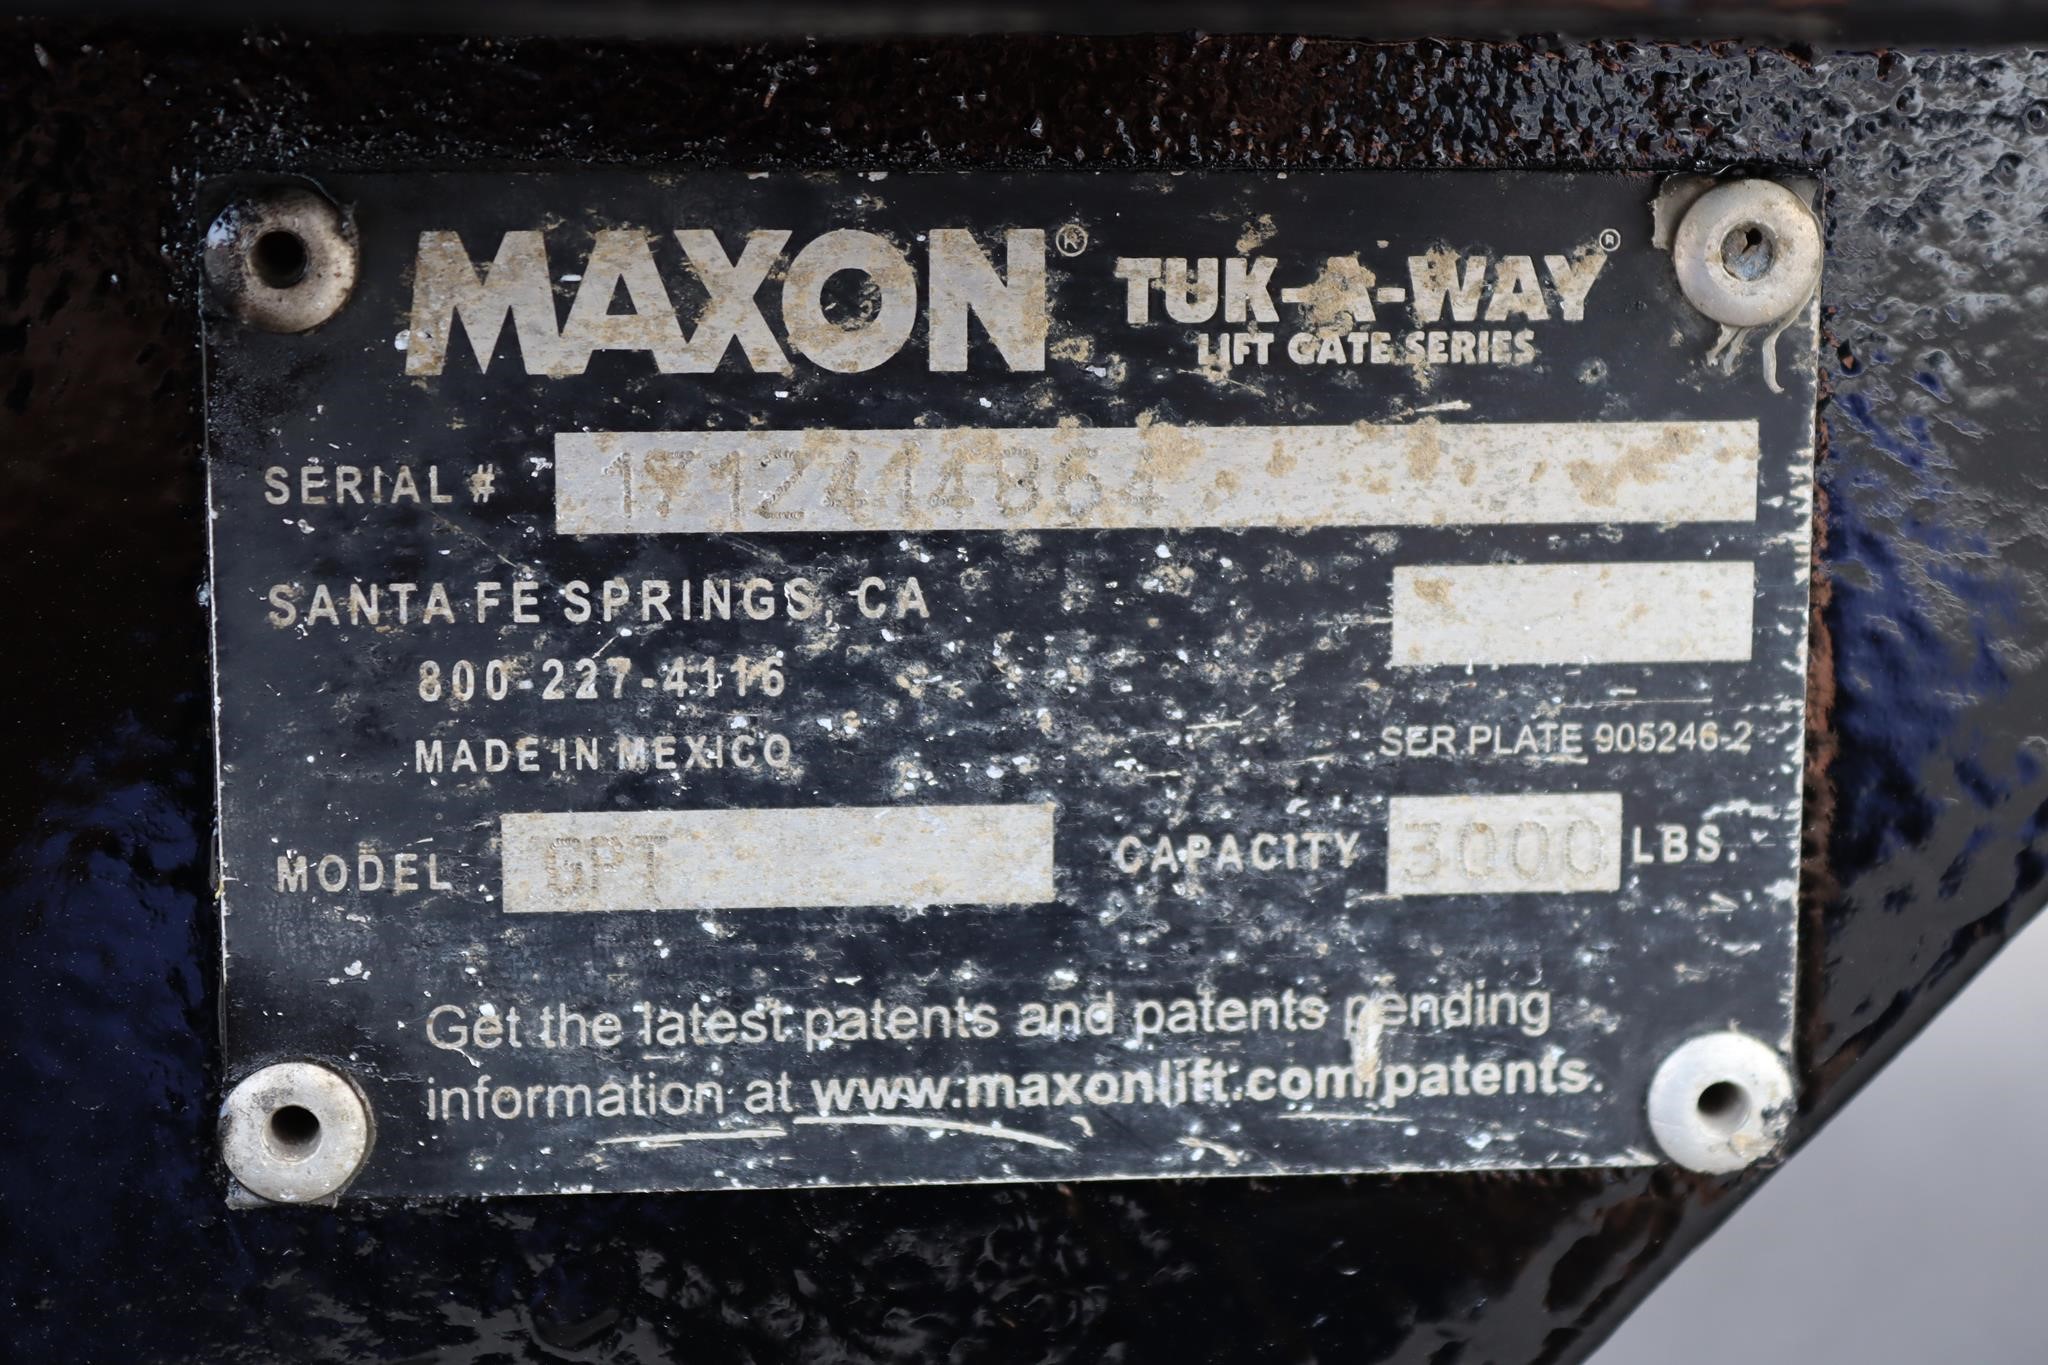 MAXON® TUK-A-WAY®
LIFT GATE SERIES
SERIAL # 1712414864
SANTA FE SPRINGS, CA
800-227-4116
MADE IN MEXICO
SER PLATE 905246-2
MODEL GPT CAPACITY 3000 LBS.
Get the latest patents and patents pending
information at www.maxonlift.com/patents.